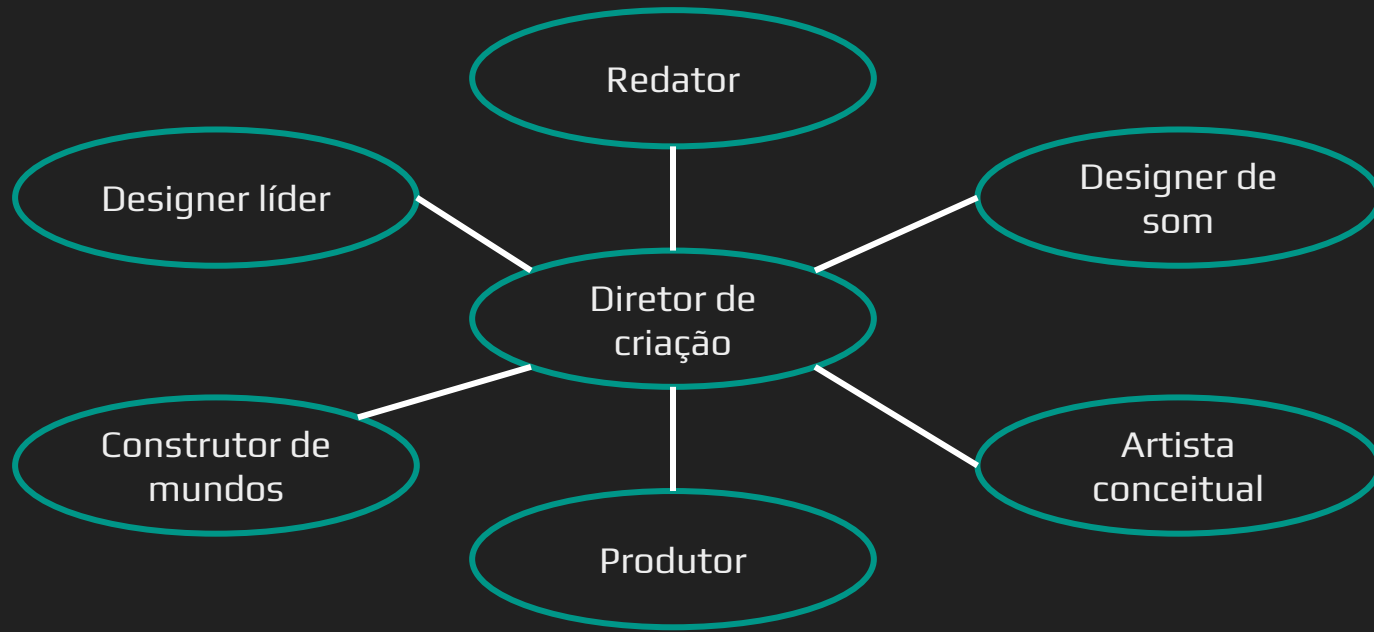 Redator
Designer líder
Designer de
som
Diretor de
criação
Construtor de
mundos
Artista
conceitual
Produtor